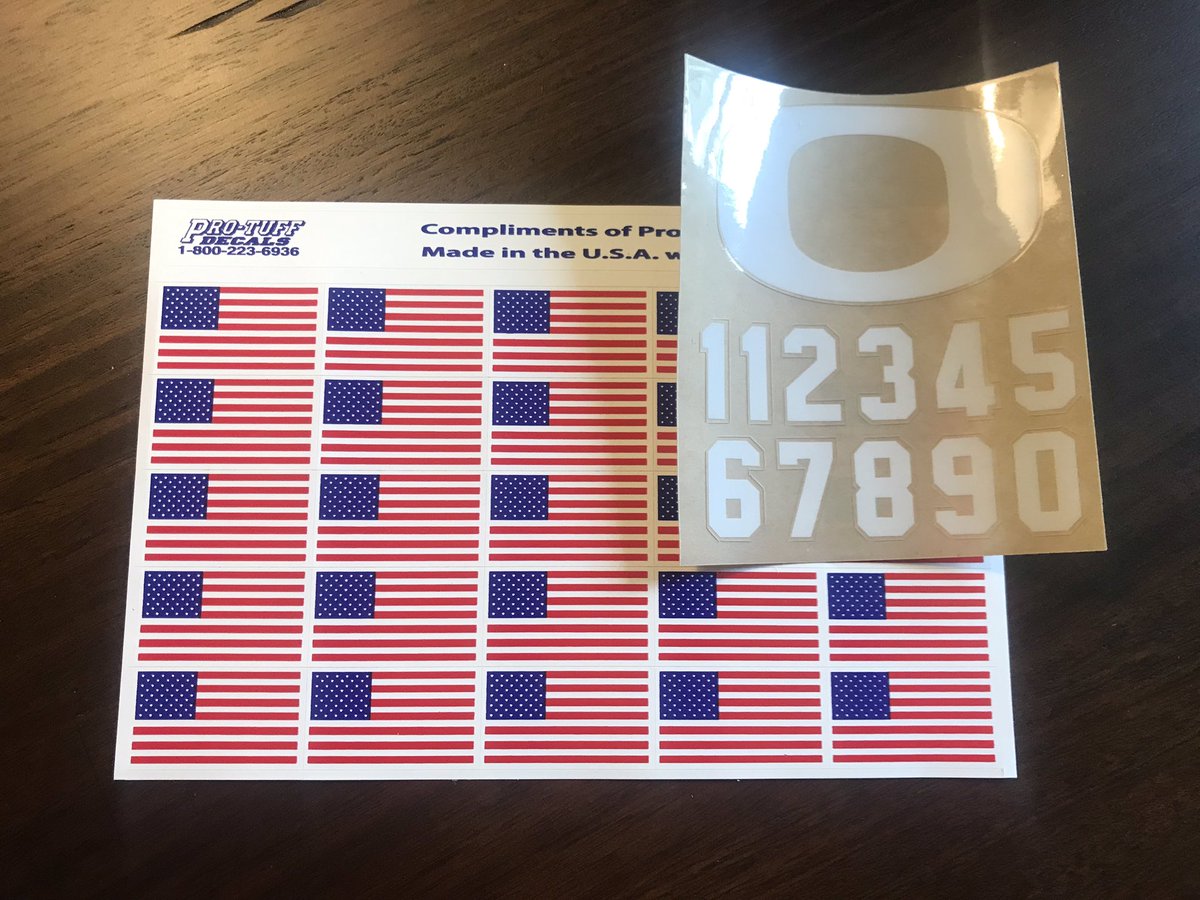 PRO-TUFF
DECALS
1-800-223-6936
Compliments of Pro
Made in the U.S.A. w
O
112345
67890